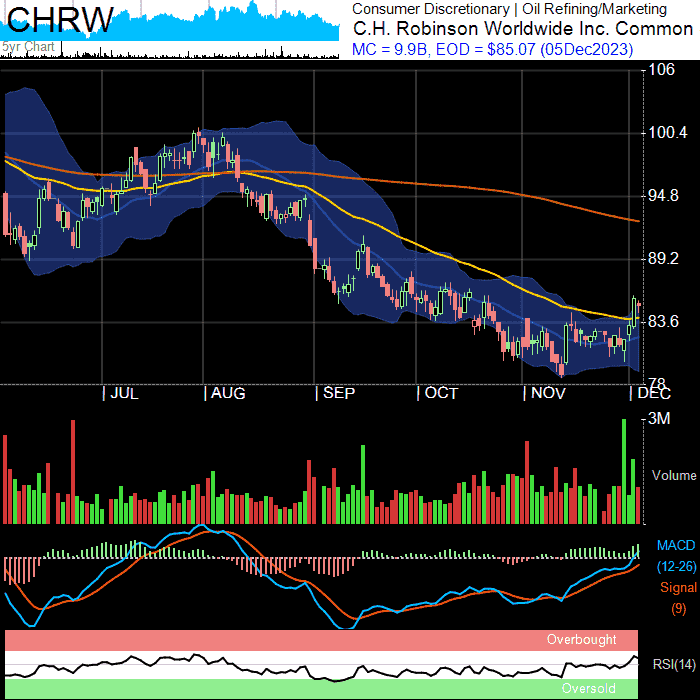 CHRW
5yr Chart
Consumer Discretionary | Oil Refining/Marketing
C.H. Robinson Worldwide Inc. Common
MC = 9.9B, EOD = $85.07 (05Dec2023)
106
100.4
94.8
89.2
83.6
78
JUL AUG SEP OCT NOV DEC
3M
Volume
MACD
(12-26)
Signal
(9)
Overbought
RSI(14)
Oversold